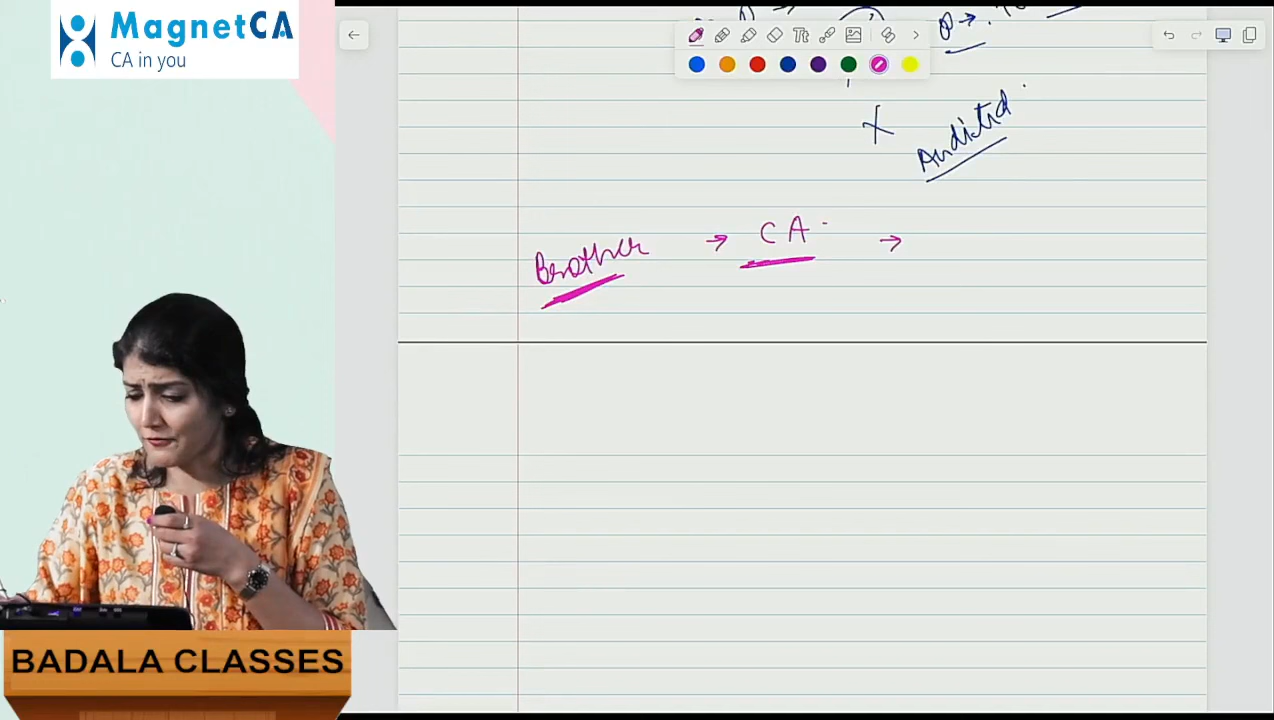 MagnetCA
CA in you
Audited
Brother → CA →
BADALA CLASSES